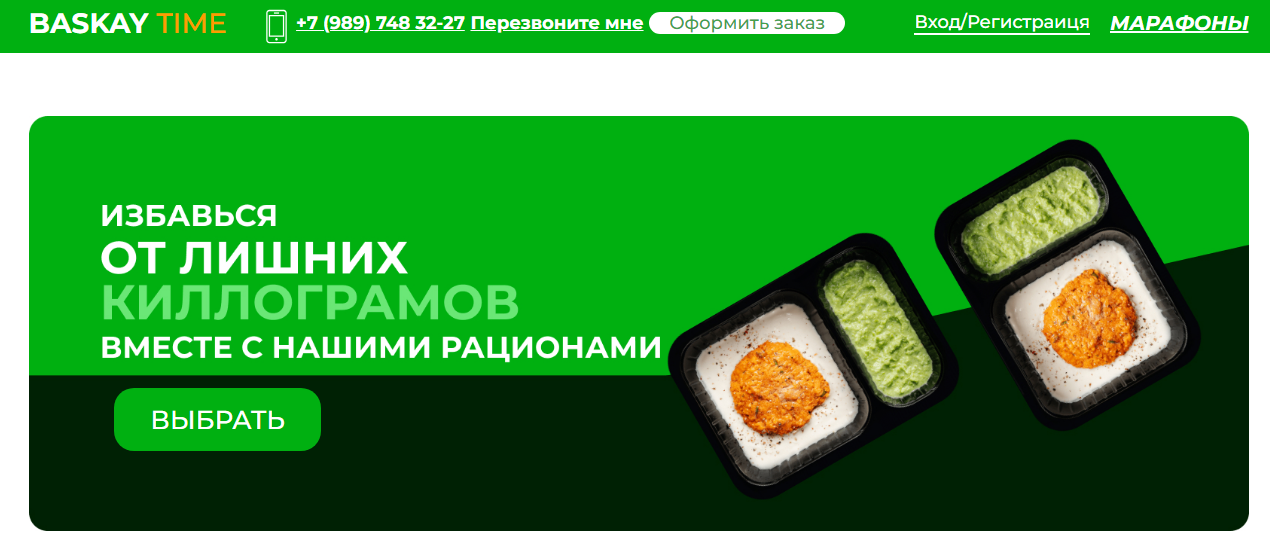 BASKAY TIME +7 (989) 748 32-27 Перезвоните мне Оформить заказ Вход/Регистраиця МАРАФОНЫ
ИЗБАВЬСЯ
ОТ ЛИШНИХ
КИЛЛОГРАМОВ
ВМЕСТЕ С НАШИМИ РАЦИОНАМИ
ВЫБРАТЬ